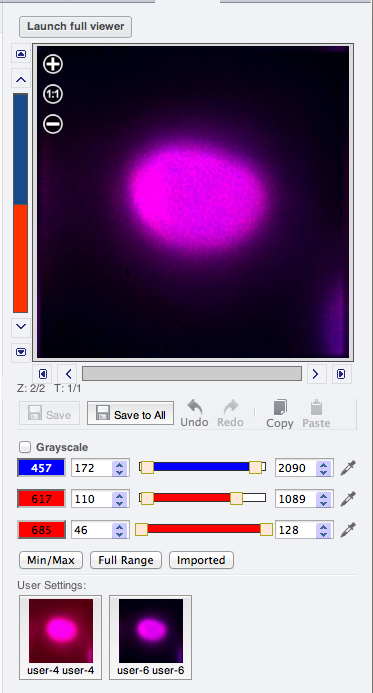 Launch full viewer
1:1
Z: 2/2 T: 1/1
Save
Save to All
Undo
Redo
Copy
Paste
Grayscale
457 172 2090
617 110 1089
685 46 128
Min/Max
Full Range
Imported
User Settings:
user-4 user-4
user-6 user-6